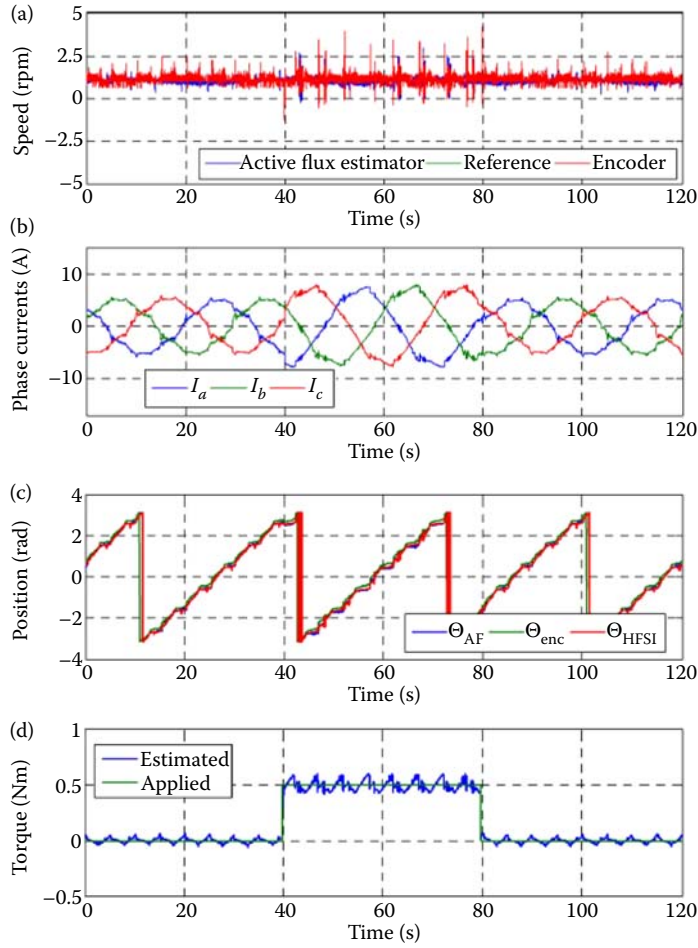 (a)
5
2.5
0
−2.5
−5
Speed (rpm)
Active flux estimator Reference Encoder
0 20 40 60 80 100 120
Time (s)
(b)
10
0
−10
Phase currents (A)
I_a I_b I_c
0 20 40 60 80 100 120
Time (s)
(c)
4
2
0
−2
−4
Position (rad)
Θ_AF Θ_enc Θ_HFSI
0 20 40 60 80 100 120
Time (s)
(d)
1
0.5
0
−0.5
Torque (Nm)
Estimated
Applied
0 20 40 60 80 100 120
Time (s)